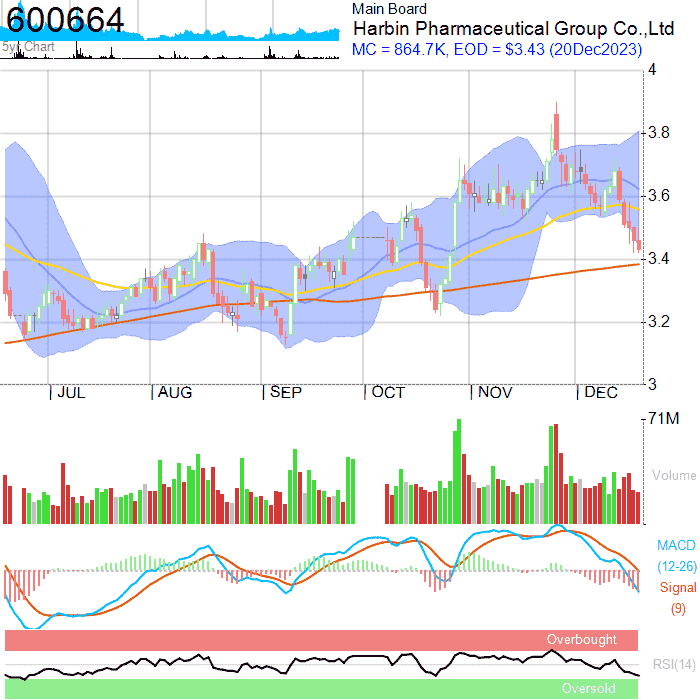 600664
5yr Chart
Main Board
Harbin Pharmaceutical Group Co.,Ltd
MC = 864.7K, EOD = $3.43 (20Dec2023)
4
3.8
3.6
3.4
3.2
3
JUL AUG SEP OCT NOV DEC
71M
Volume
MACD
(12-26)
Signal
(9)
Overbought
RSI(14)
Oversold